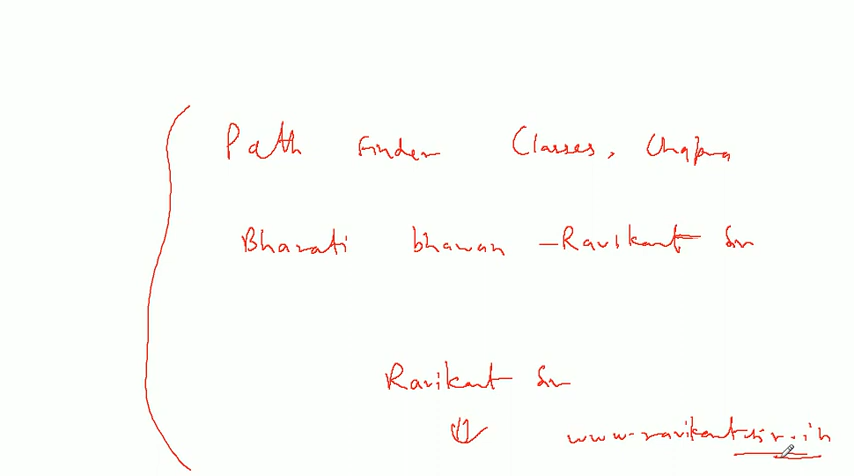 Path Finder Classes, Chapra
Bharati bhawan - Ravikant Sir
Ravikant Sir
www.ravikantsir.in